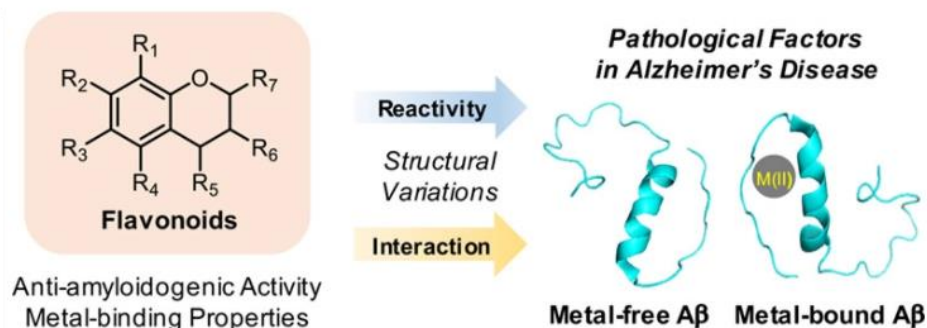 R1
O
R2
R7
R3
R6
R4
R5
Flavonoids
Anti-amyloidogenic Activity
Metal-binding Properties
Reactivity
Structural
Variations
Interaction
Pathological Factors
in Alzheimer's Disease
M(II)
Metal-free Aβ
Metal-bound Aβ